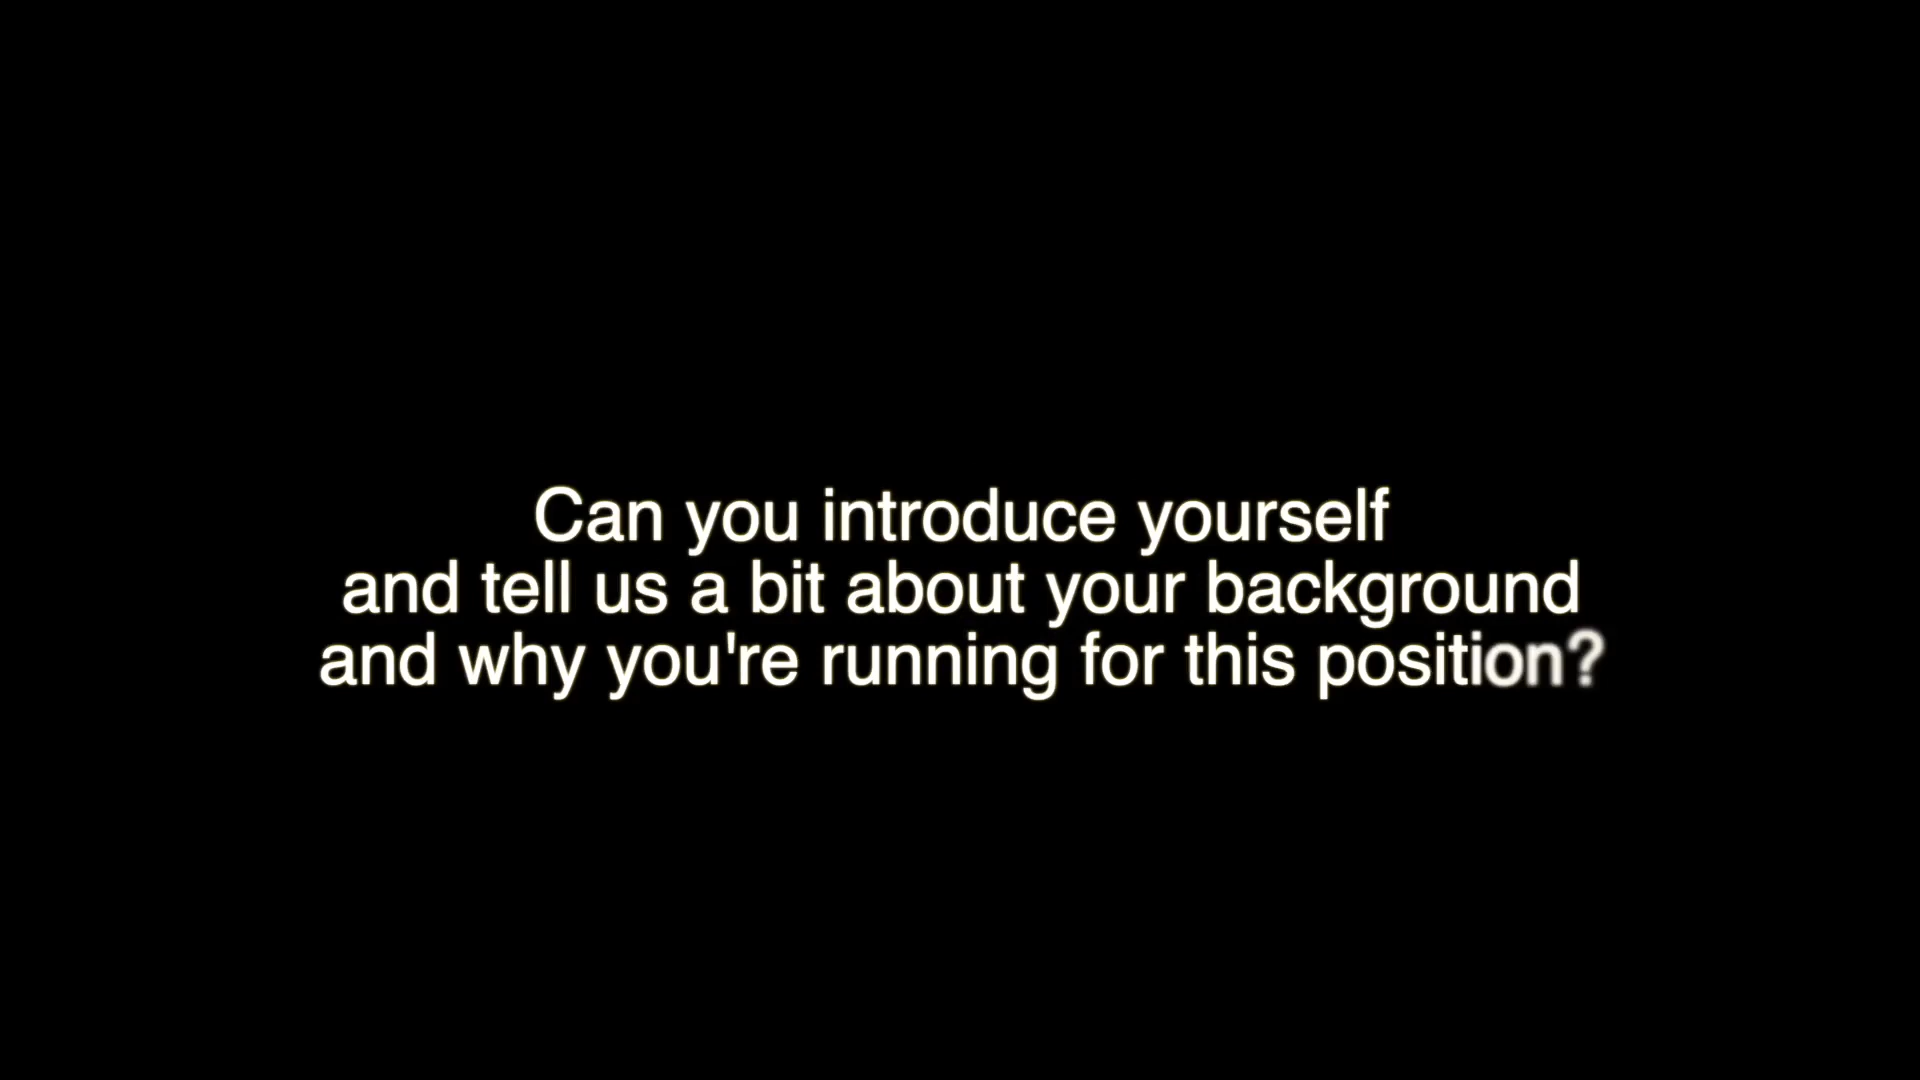 Can you introduce yourself
and tell us a bit about your background
and why you're running for this position?